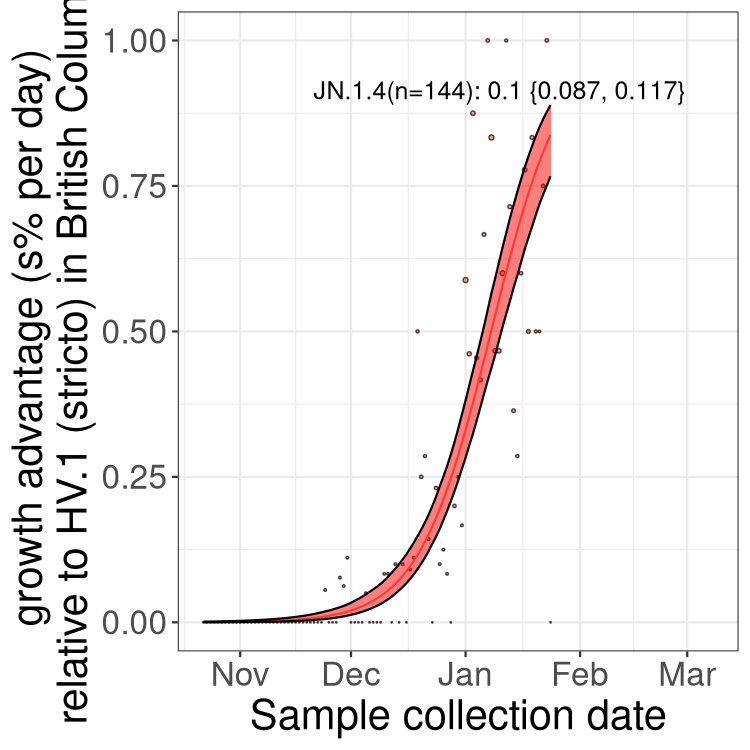 growth advantage (s% per day)
relative to HV.1 (stricto) in British Colum
1.00
0.75
0.50
0.25
0.00
JN.1.4(n=144): 0.1 {0.087, 0.117}
Nov Dec Jan Feb Mar
Sample collection date